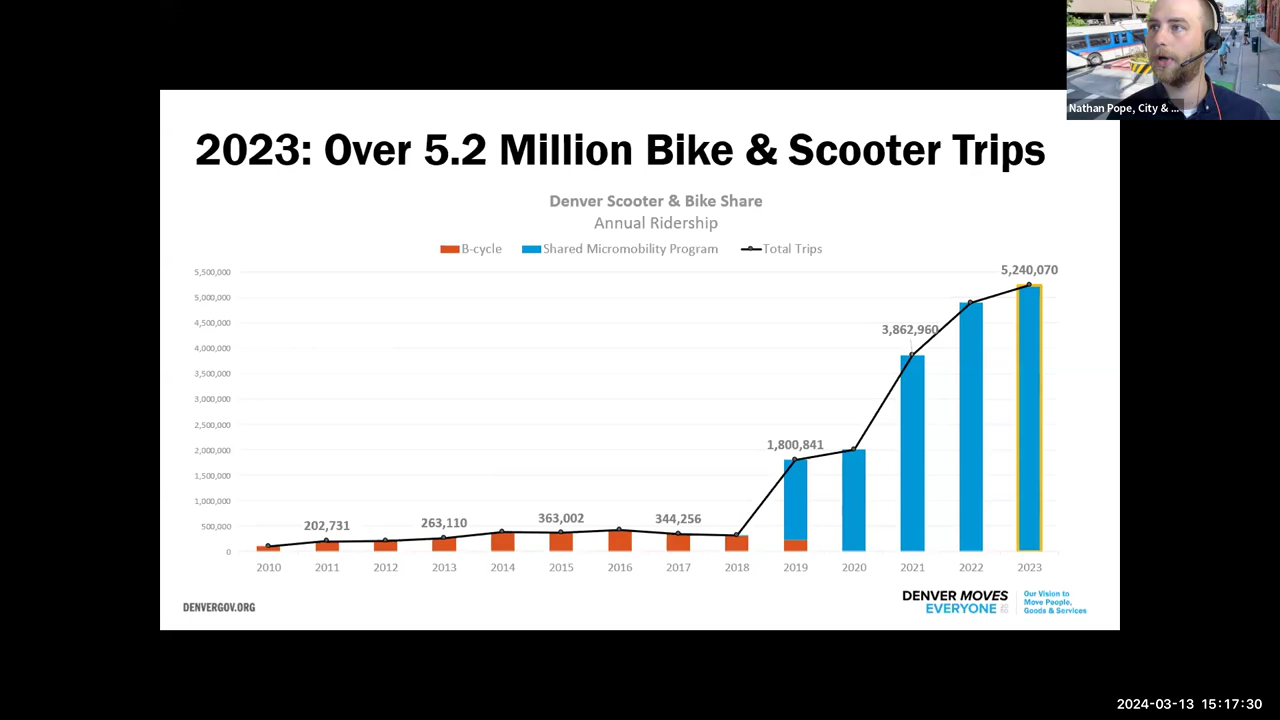 Nathan Pope, City & ...
2023: Over 5.2 Million Bike & Scooter Trips
Denver Scooter & Bike Share
Annual Ridership
B-cycle Shared Micromobility Program Total Trips
5,500,000
5,000,000
4,500,000
4,000,000
3,500,000
3,000,000
2,500,000
2,000,000
1,500,000
1,000,000
500,000
0
202,731
263,110
363,002
344,256
1,800,841
3,862,960
5,240,070
2010 2011 2012 2013 2014 2015 2016 2017 2018 2019 2020 2021 2022 2023
DENVERGOV.ORG
DENVER MOVES
EVERYONE
Our Vision to
Move People,
Goods & Services
2024-03-13 15:17:30